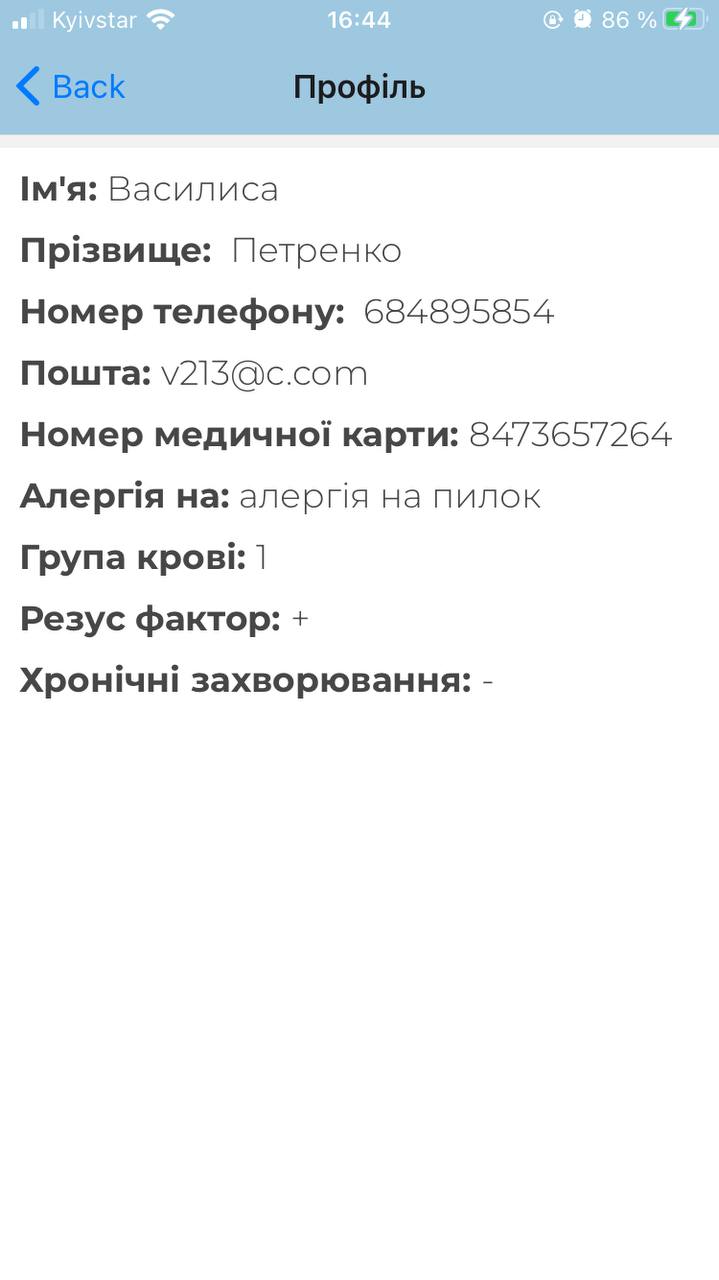 Kyivstar 16:44 86 %
Back Профіль
Ім'я: Василиса
Прізвище: Петренко
Номер телефону: 684895854
Пошта: v213@c.com
Номер медичної карти: 8473657264
Алергія на: алергія на пилок
Група крові: 1
Резус фактор: +
Хронічні захворювання: -